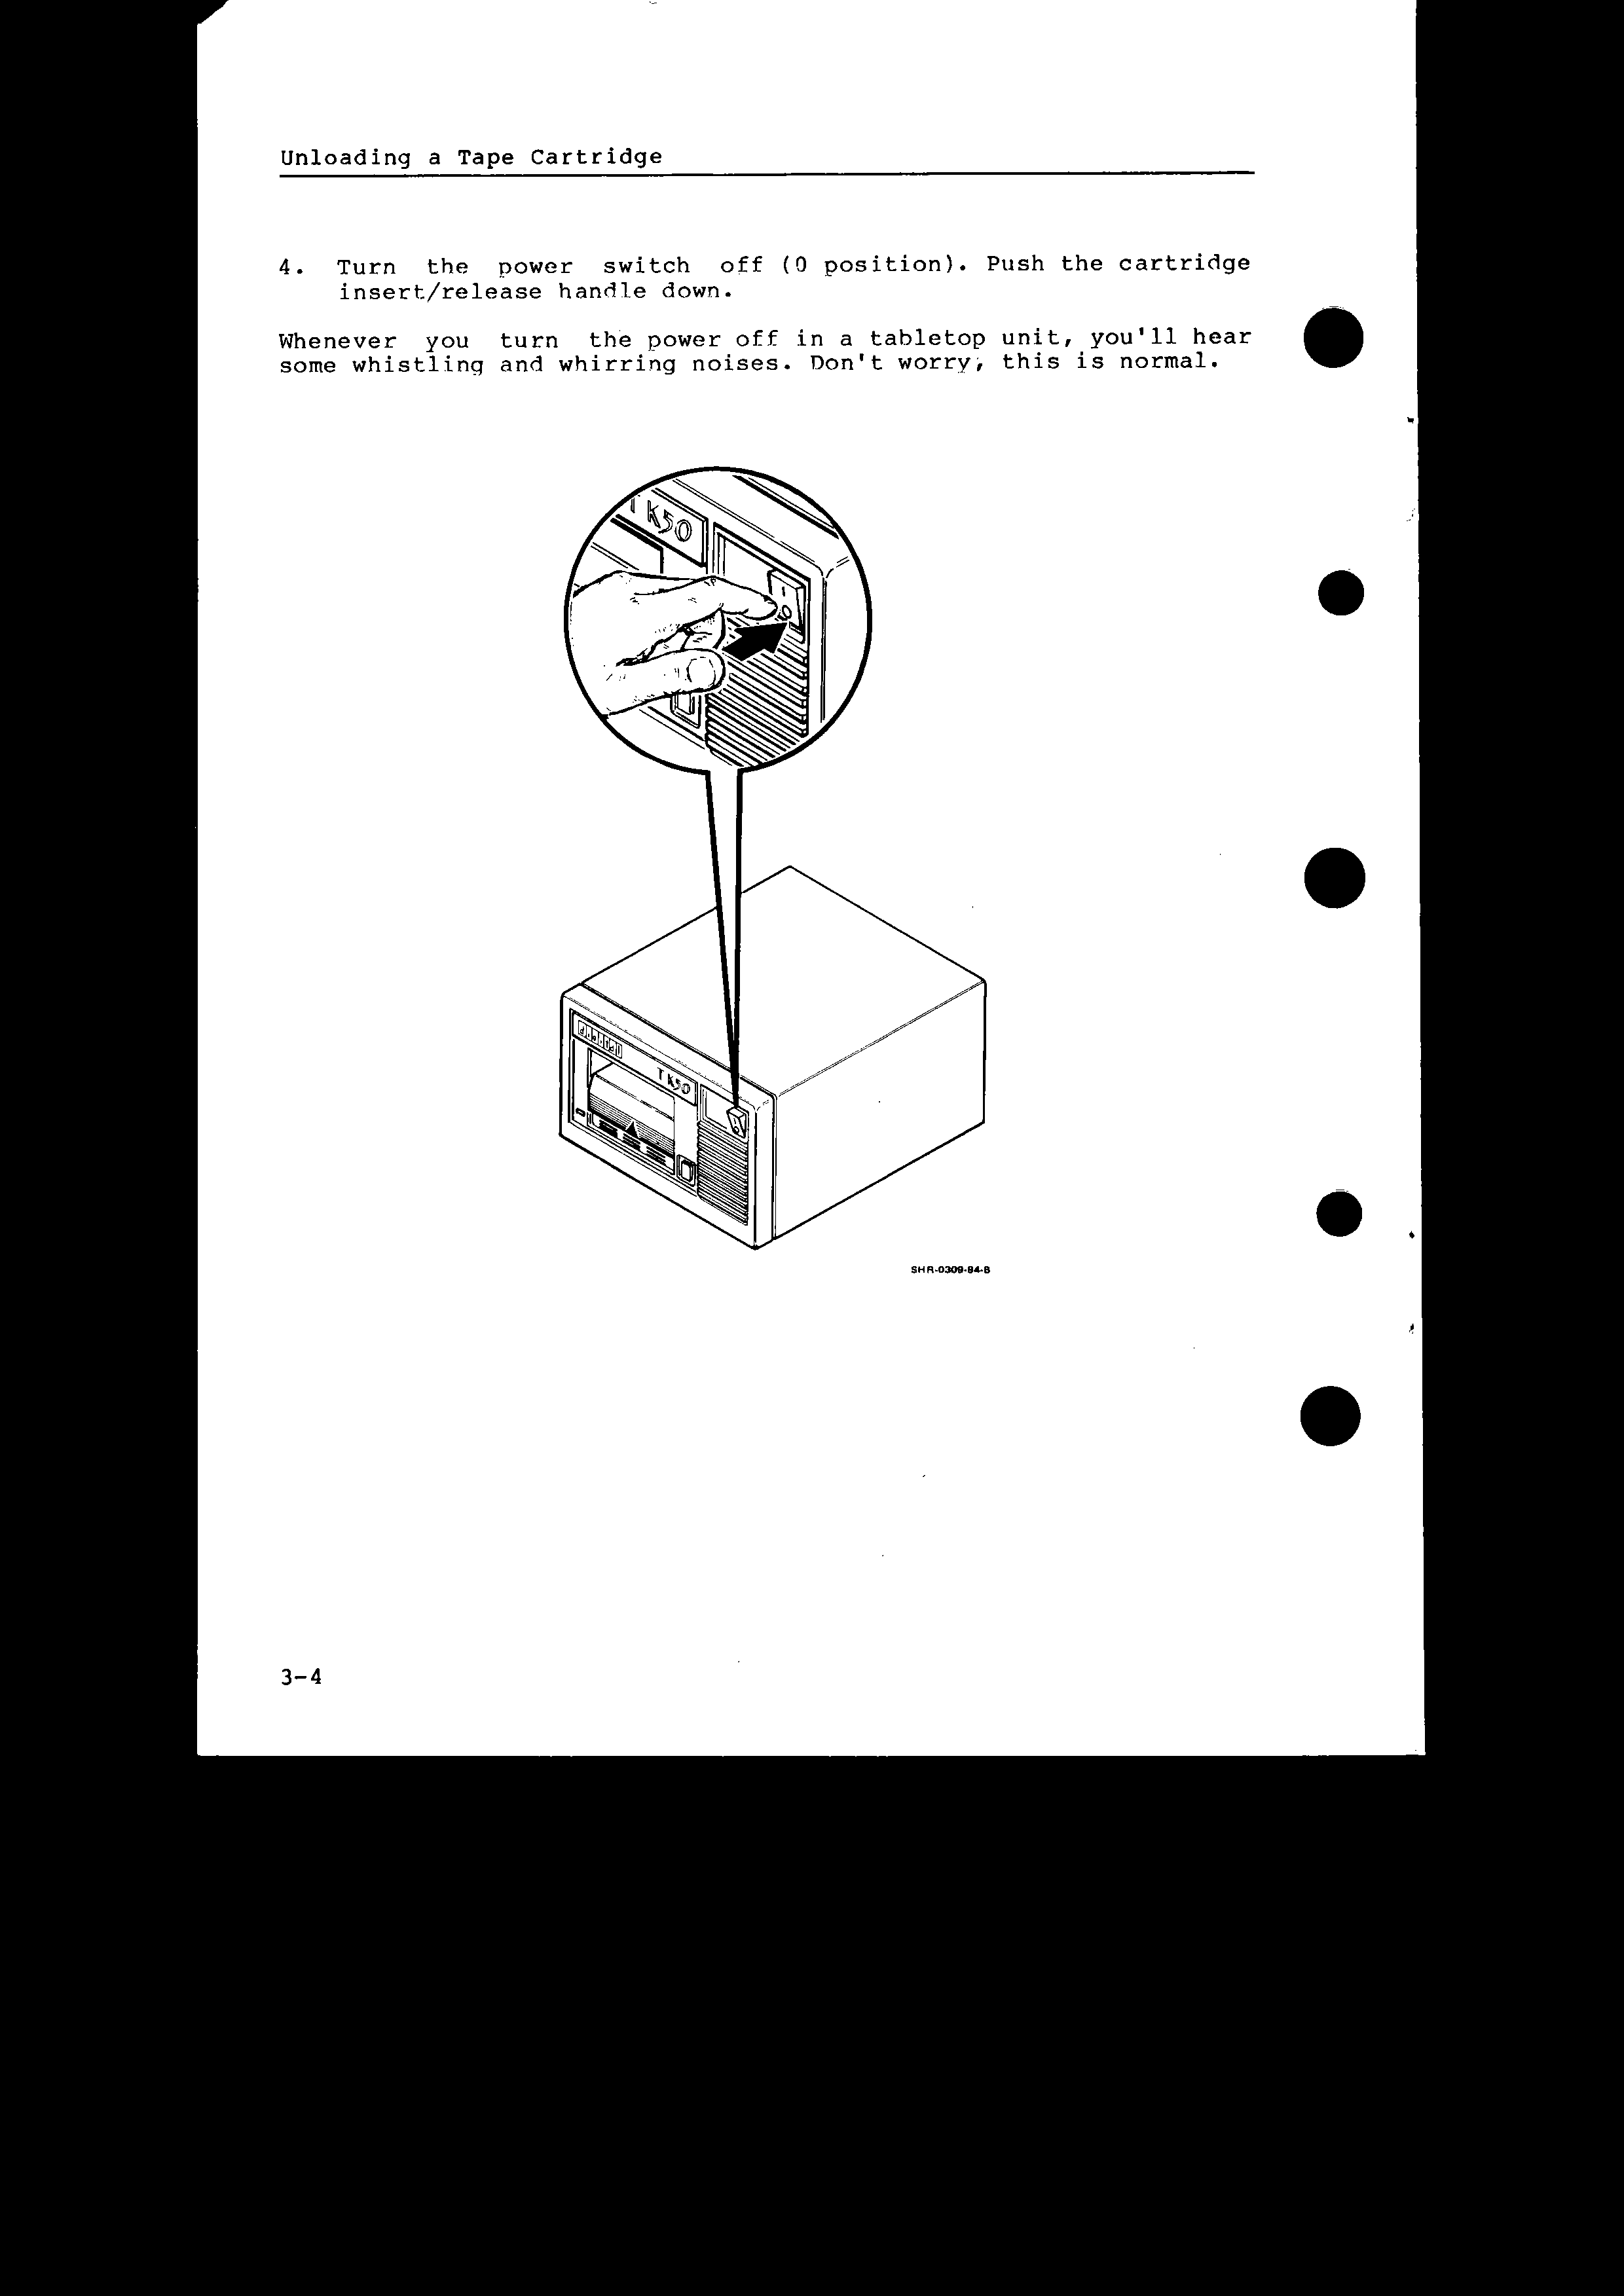 Unloading a Tape Cartridge
4. Turn the power switch off (0 position). Push the cartridge
insert/release handle down.
Whenever you turn the power off in a tabletop unit, you'll hear
some whistling and whirring noises. Don't worry, this is normal.
TK50
I
O
digital
TK50
SHR-0309-84-B
3-4